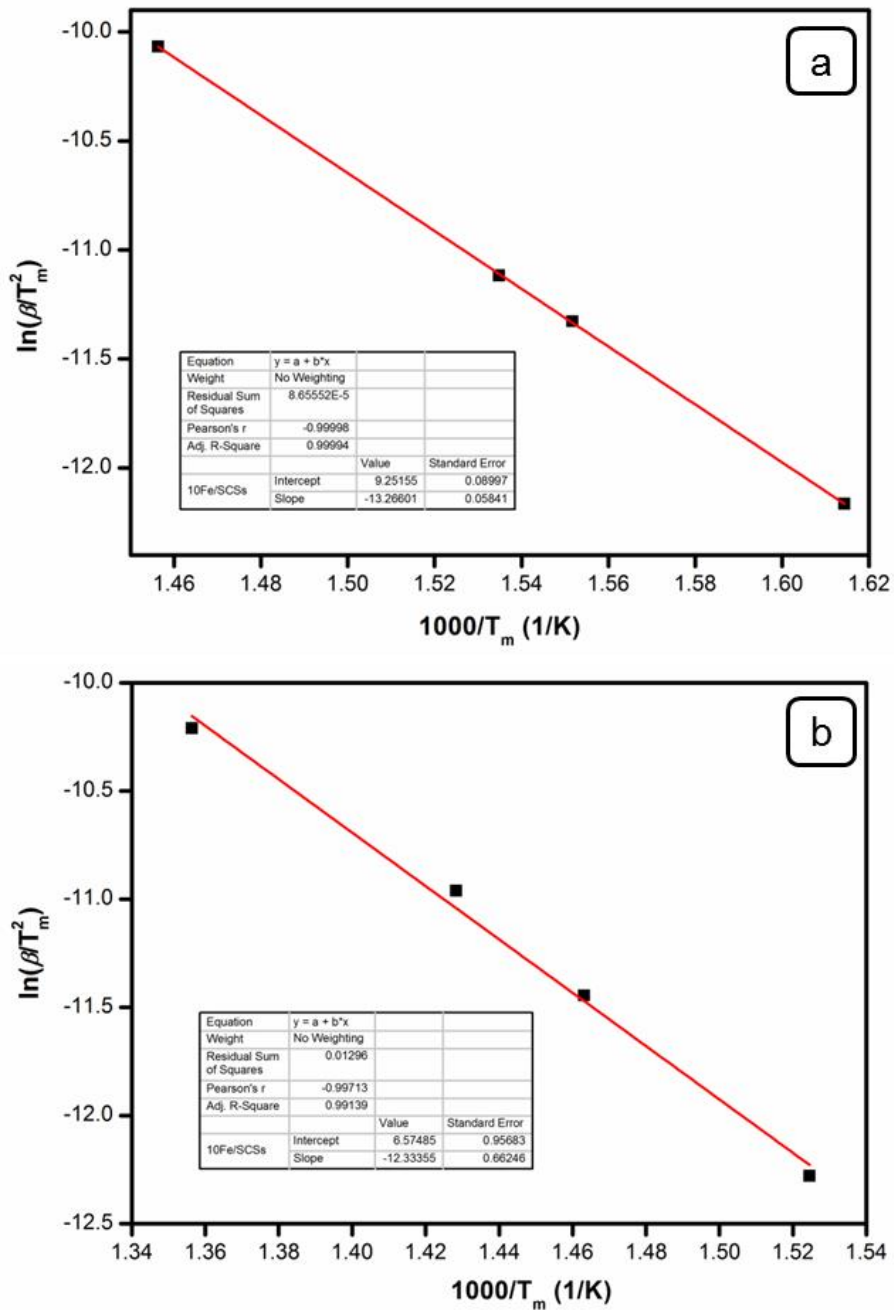 a
-10.0
-10.5
-11.0
-11.5
-12.0
ln(β/T²ₘ)
Equation y = a + b*x
Weight No Weighting
Residual Sum of Squares 8.65552E-5
Pearson's r -0.99998
Adj. R-Square 0.99994
Value Standard Error
10Fe/SCSs Intercept 9.25155 0.08997
Slope -13.26601 0.05841
1.46 1.48 1.50 1.52 1.54 1.56 1.58 1.60 1.62
1000/Tₘ (1/K)
b
-10.0
-10.5
-11.0
-11.5
-12.0
-12.5
ln(β/T²ₘ)
Equation y = a + b*x
Weight No Weighting
Residual Sum of Squares 0.01296
Pearson's r -0.99713
Adj. R-Square 0.99139
Value Standard Error
10Fe/SCSs Intercept 6.57485 0.95683
Slope -12.33355 0.66246
1.34 1.36 1.38 1.40 1.42 1.44 1.46 1.48 1.50 1.52 1.54
1000/Tₘ (1/K)